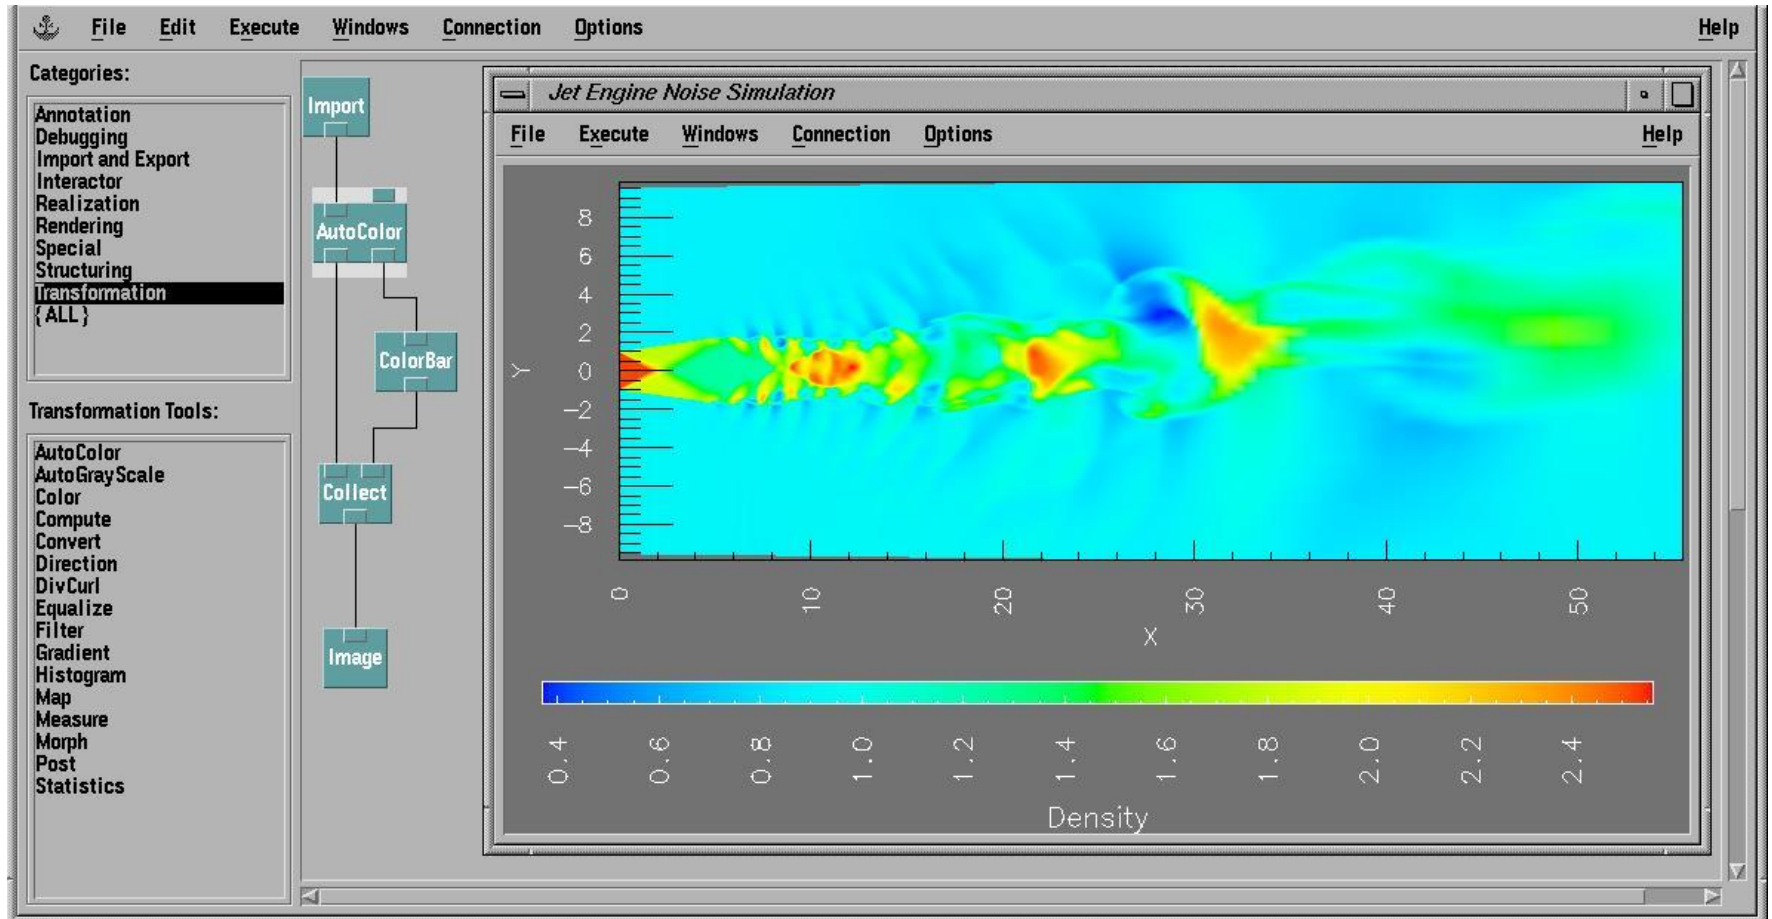 File Edit Execute Windows Connection Options Help
Categories:
Annotation
Debugging
Import and Export
Interactor
Realization
Rendering
Special
Structuring
Transformation
{ALL}
Transformation Tools:
AutoColor
AutoGrayScale
Color
Compute
Convert
Direction
DivCurl
Equalize
Filter
Gradient
Histogram
Map
Measure
Morph
Post
Statistics
Import
AutoColor
ColorBar
Collect
Image
Jet Engine Noise Simulation
File Execute Windows Connection Options Help
8
6
4
2
0
−2
−4
−6
−8
Y
0 10 20 30 40 50
X
0.4 0.6 0.8 1.0 1.2 1.4 1.6 1.8 2.0 2.2 2.4
Density